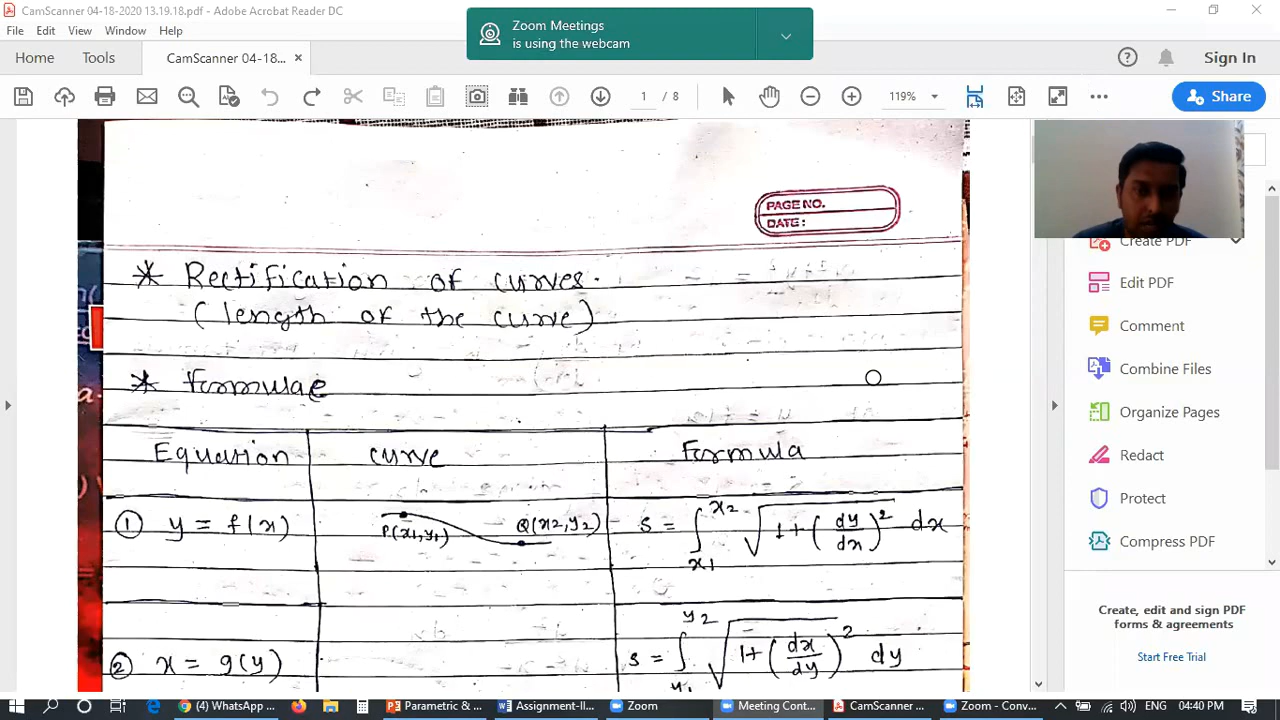 CamScanner 04-18-2020 13.19.18.pdf - Adobe Acrobat Reader DC
File Edit View Window Help
Zoom Meetings
is using the webcam
Home Tools CamScanner 04-18... ×
Sign In
1 / 8
119%
Share
PAGE NO.
DATE:
* Rectification of curves.
(length of the curve)
* Formulae
Equation curve Formula
① y = f(x) P(x1,y1) Q(x2,y2) s = ∫_{x1}^{x2} √(1+(dy/dx)^2) dx
② x = g(y) s = ∫_{y1}^{y2} √(1+(dx/dy)^2) dy
Create PDF
Edit PDF
Comment
Combine Files
Organize Pages
Redact
Protect
Compress PDF
Create, edit and sign PDF
forms & agreements
Start Free Trial
(7) WhatsApp ... Parametric & ... Assignment-II... Zoom Meeting Cont... CamScanner ... Zoom - Conv... ENG 04:40 PM